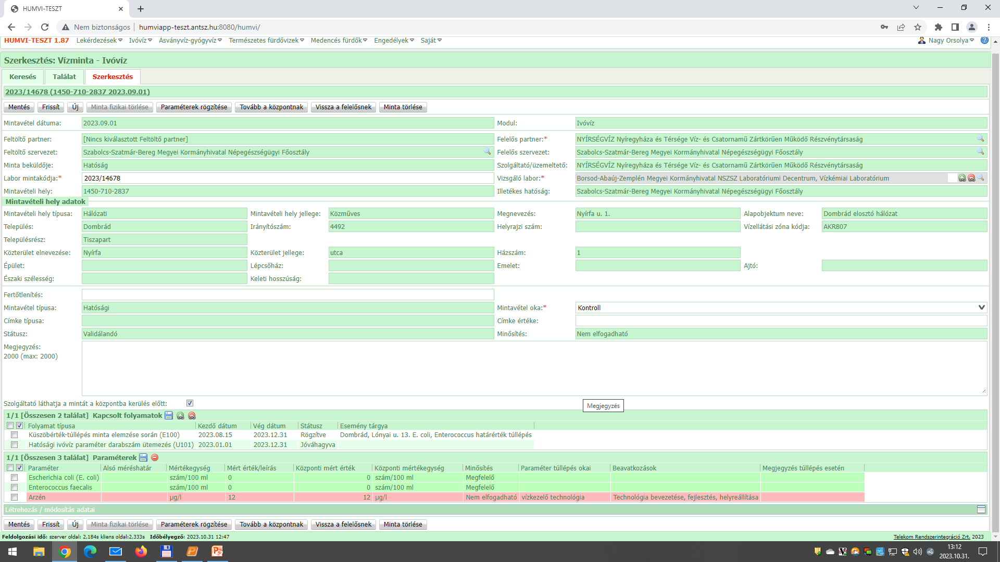 HUMVI-TESZT
Nem biztonságos | humviapp-teszt.antsz.hu:8080/humvi/
HUMVI-TESZT 1.87 Lekérdezések Ivóvíz Ásványvíz-gyógyvíz Természetes fürdővizek Medencés fürdők Engedélyek Saját Nagy Orsolya
Szerkesztés: Vízminta - Ivóvíz
Keresés Találat Szerkesztés
2023/14678 (1450-710-2837 2023.09.01)
Mentés Frissít Új Minta fizikai törlése Paraméterek rögzítése Tovább a központnak Vissza a felelősnek Minta törlése
Mintavétel dátuma: 2023.09.01 Modul: Ivóvíz
Feltöltő partner: [Nincs kiválasztott Feltöltő partner] Felelős partner:* NYÍRSÉGVÍZ Nyíregyháza és Térsége Víz- és Csatornamű Zártkörűen Működő Részvénytársaság
Feltöltő szervezet: Szabolcs-Szatmár-Bereg Megyei Kormányhivatal Népegészségügyi Főosztály Felelős szervezet: Szabolcs-Szatmár-Bereg Megyei Kormányhivatal Népegészségügyi Főosztály
Minta beküldője: Hatóság Szolgáltató/üzemeltető: NYÍRSÉGVÍZ Nyíregyháza és Térsége Víz- és Csatornamű Zártkörűen Működő Részvénytársaság
Labor mintakódja:* 2023/14678 Vizsgáló labor:* Borsod-Abaúj-Zemplén Megyei Kormányhivatal NSZSZ Laboratóriumi Decentrum, Vízkémiai Laboratórium
Mintavételi hely: 1450-710-2837 Illetékes hatóság: Szabolcs-Szatmár-Bereg Megyei Kormányhivatal Népegészségügyi Főosztály
Mintavételi hely adatok
Mintavételi hely típusa: Hálózati Mintavételi hely jellege: Közműves Megnevezés: Nyírfa u. 1. Alapobjektum neve: Dombrád elosztó hálózat
Település: Dombrád Irányítószám: 4492 Helyrajzi szám: Vízellátási zóna kódja: AKR807
Településrész: Tiszapart
Közterület elnevezése: Nyírfa Közterület jellege: utca Házszám: 1
Épület: Lépcsőház: Emelet: Ajtó:
Északi szélesség: Keleti hosszúság:
Fertőtlenítés:
Mintavétel típusa: Hatósági Mintavétel oka:* Kontroll
Címke típusa: Címke értéke:
Státusz: Validálandó Minősítés: Nem elfogadható
Megjegyzés:
2000 (max: 2000)
Szolgáltató láthatja a mintát a központba kerülés előtt:
Megjegyzés
1/1 [Összesen 2 találat] Kapcsolt folyamatok
Folyamat típusa Kezdő dátum Vég dátum Státusz Esemény tárgya
Küszöbérték-túllépés minta elemzése során (E100) 2023.08.15 2023.12.31 Rögzítve Dombrád, Lónyai u. 13. E. coli, Enterococcus határérték túllépés
Hatósági ivóvíz paraméter darabszám ütemezés (U101) 2023.01.01 2023.12.31 Jóváhagyva
1/1 [Összesen 3 találat] Paraméterek
Paraméter Alsó méréshatár Mértékegység Mért érték/leírás Központi mért érték Központi mértékegység Minősítés Paraméter túllépés okai Beavatkozások Megjegyzés túllépés esetén
Escherichia coli (E. coli) szám/100 ml 0 0 szám/100 ml Megfelelő
Enterococcus faecalis szám/100 ml 0 0 szám/100 ml Megfelelő
Arzén µg/l 12 12 µg/l Nem elfogadható vízkezelő technológia Technológia bevezetése, fejlesztés, helyreállítása
Létrehozás / módosítás adatai
Mentés Frissít Új Minta fizikai törlése Paraméterek rögzítése Tovább a központnak Vissza a felelősnek Minta törlése
Feldolgozási idő: szerver oldal: 2,184s kliens oldal:2,333s Időbélyegző: 2023.10.31 12:47 Telekom Rendszerintegráció Zrt. 2023
13:12
2023.10.31.